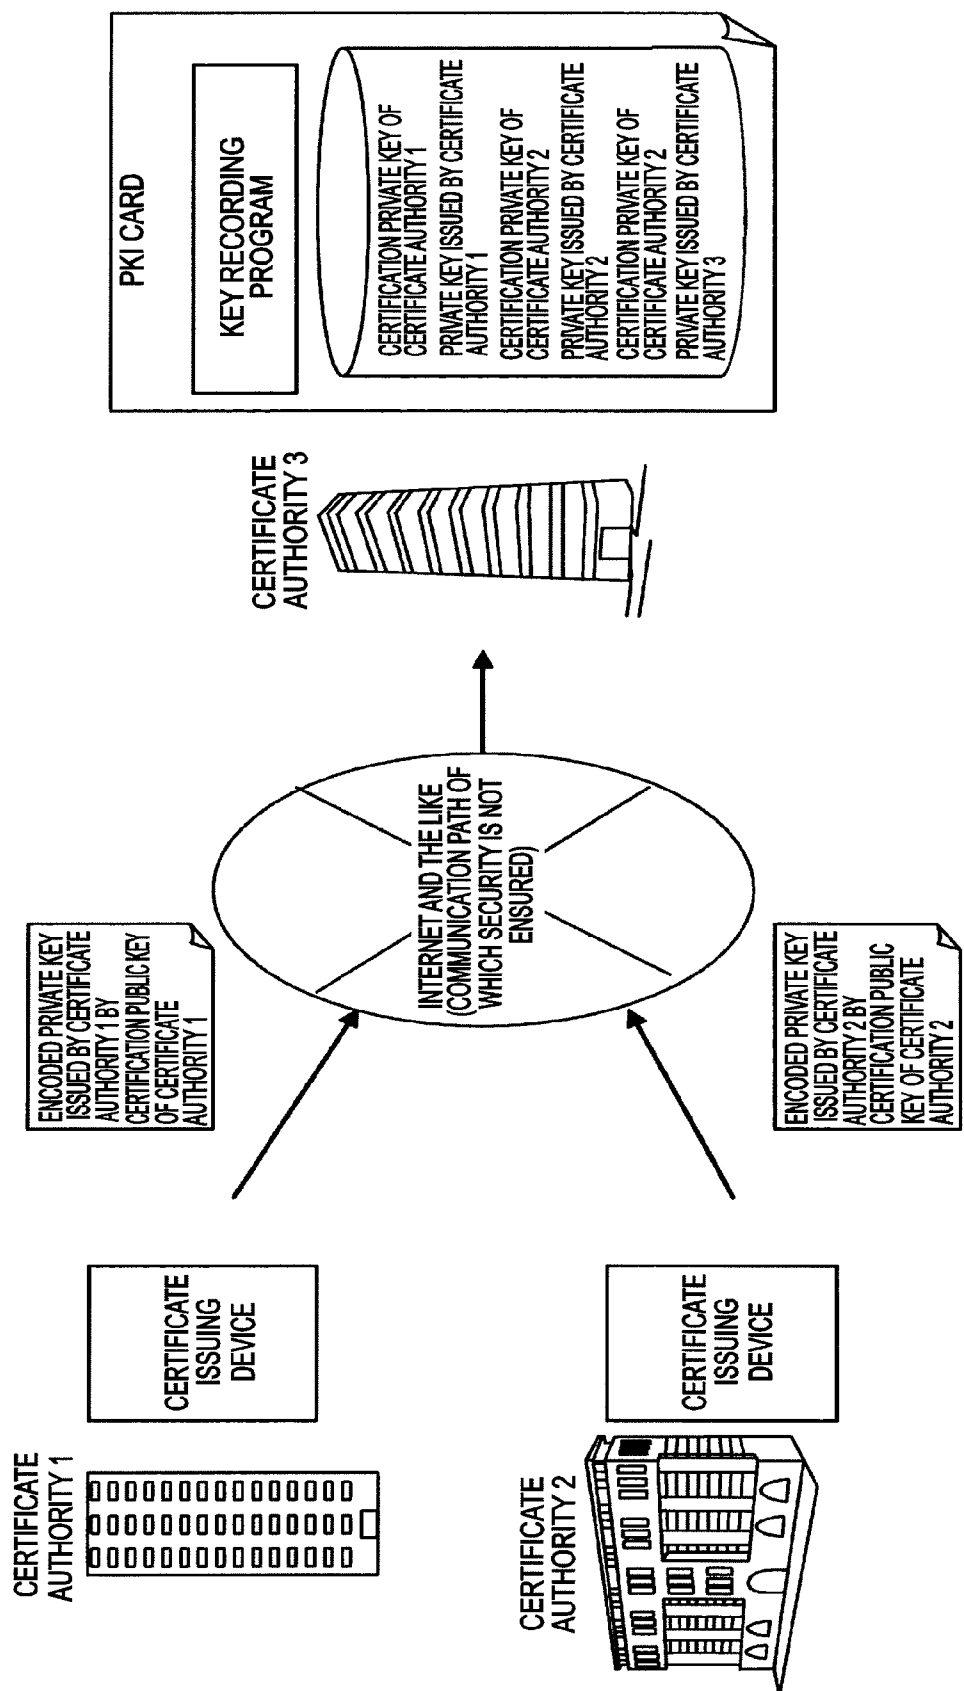 CERTIFICATE
AUTHORITY 1
CERTIFICATE
ISSUING
DEVICE
ENCODED PRIVATE KEY
ISSUED BY CERTIFICATE
AUTHORITY 1 BY
CERTIFICATION PUBLIC KEY
OF CERTIFICATE
AUTHORITY 1
CERTIFICATE
AUTHORITY 2
CERTIFICATE
ISSUING
DEVICE
ENCODED PRIVATE KEY
ISSUED BY CERTIFICATE
AUTHORITY 2 BY
CERTIFICATION PUBLIC
KEY OF CERTIFICATE
AUTHORITY 2
INTERNET AND THE LIKE
(COMMUNICATION PATH OF
WHICH SECURITY IS NOT
ENSURED)
CERTIFICATE
AUTHORITY 3
PKI CARD
KEY RECORDING
PROGRAM
CERTIFICATION PRIVATE KEY OF
CERTIFICATE AUTHORITY 1
PRIVATE KEY ISSUED BY CERTIFICATE
AUTHORITY 1
CERTIFICATION PRIVATE KEY OF
CERTIFICATE AUTHORITY 2
PRIVATE KEY ISSUED BY CERTIFICATE
AUTHORITY 2
CERTIFICATION PRIVATE KEY OF
CERTIFICATE AUTHORITY 2
PRIVATE KEY ISSUED BY CERTIFICATE
AUTHORITY 3